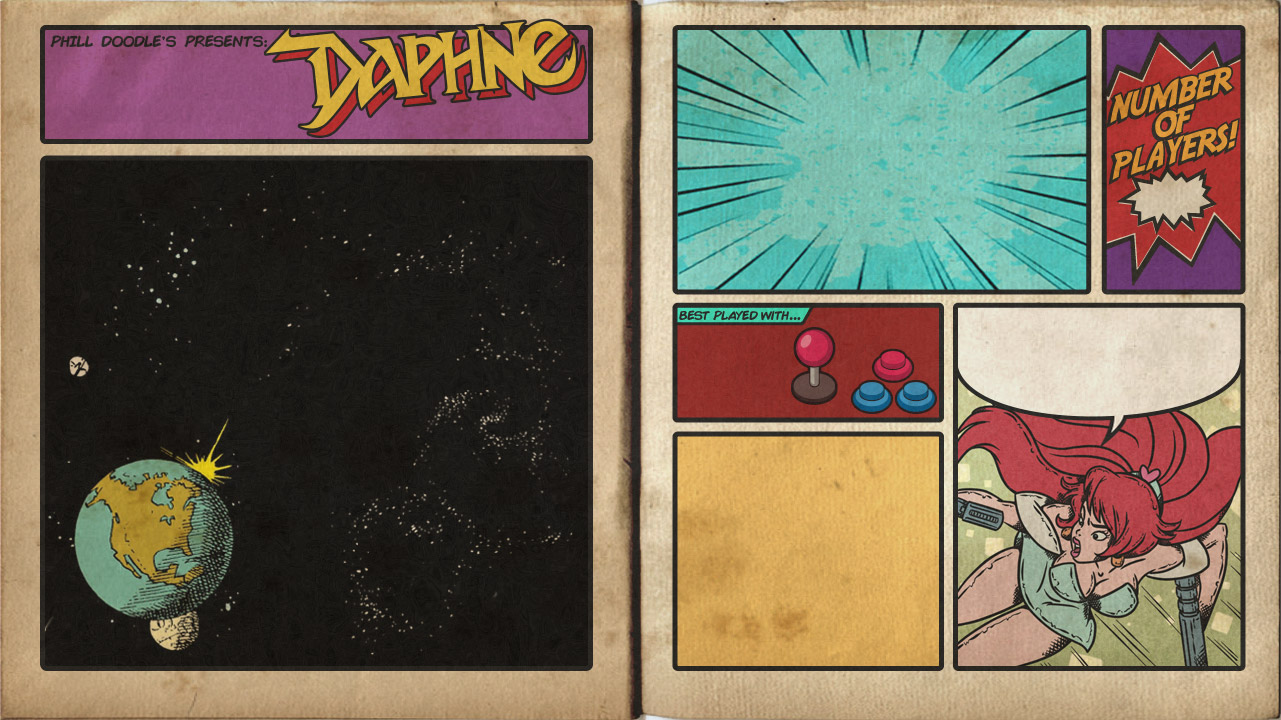 PHILL DOODLE'S PRESENTS:
DAPHNE
NUMBER
OF
PLAYERS!
BEST PLAYED WITH...